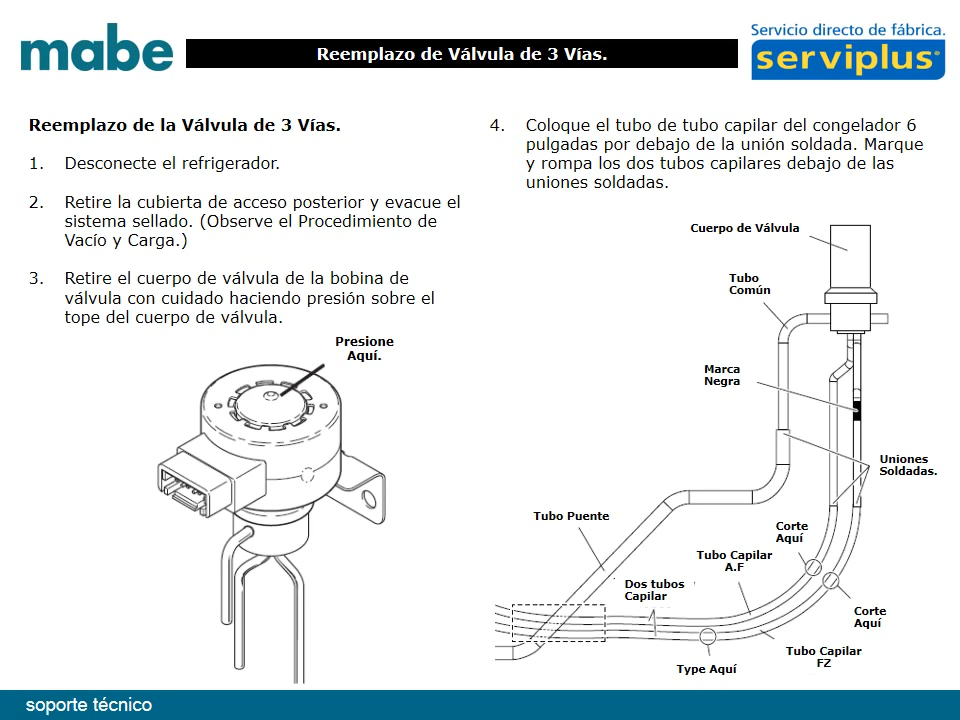 mabe
Reemplazo de Válvula de 3 Vías.
Servicio directo de fábrica.
serviplus
Reemplazo de la Válvula de 3 Vías.
1. Desconecte el refrigerador.
2. Retire la cubierta de acceso posterior y evacue el
sistema sellado. (Observe el Procedimiento de
Vacío y Carga.)
3. Retire el cuerpo de válvula de la bobina de
válvula con cuidado haciendo presión sobre el
tope del cuerpo de válvula.
Presione
Aquí.
4. Coloque el tubo de tubo capilar del congelador 6
pulgadas por debajo de la unión soldada. Marque
y rompa los dos tubos capilares debajo de las
uniones soldadas.
Cuerpo de Válvula
Tubo
Común
Marca
Negra
Uniones
Soldadas.
Tubo Puente
Corte
Aquí
Tubo Capilar
A.F
Dos tubos
Capilar
Corte
Aquí
Tubo Capilar
FZ
Type Aquí
soporte técnico